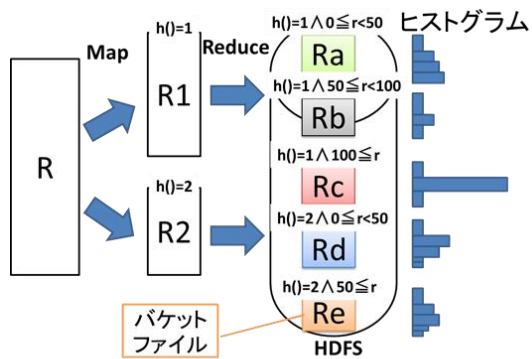 h()=1∧0≦r<50
ヒストグラム
Map
h()=1
Reduce
Ra
h()=1∧50≦r<100
R1
Rb
R
h()=1∧100≦r
Rc
h()=2
h()=2∧0≦r<50
R2
Rd
h()=2∧50≦r
Re
バケット
ファイル
HDFS